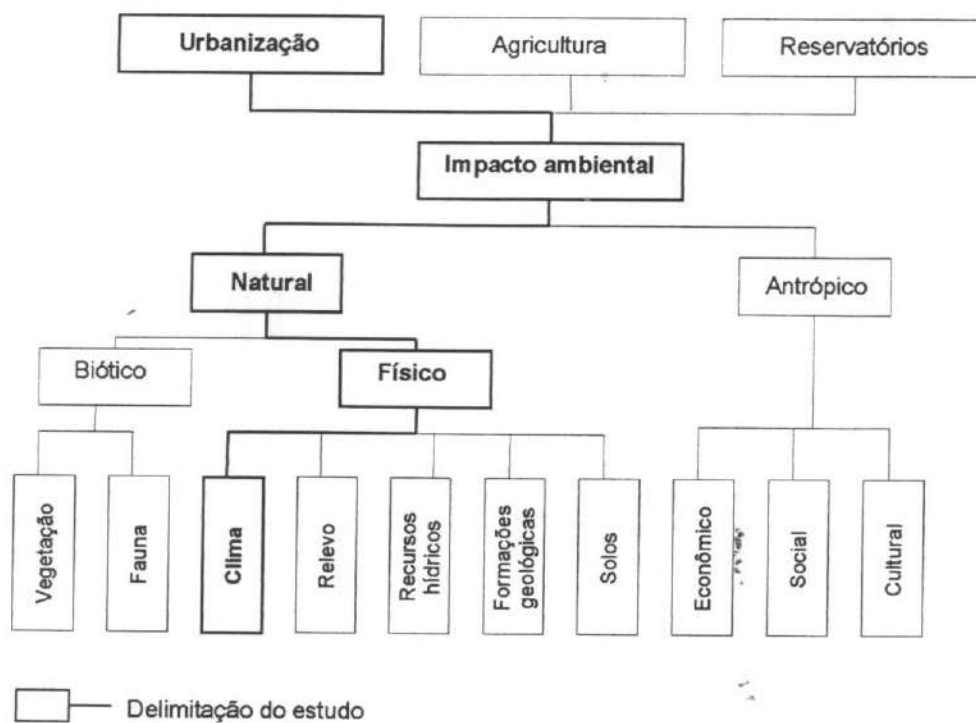 Urbanização
Agricultura
Reservatórios
Impacto ambiental
Natural
Antrópico
Biótico
Físico
Vegetação
Fauna
Clima
Relevo
Recursos
hídricos
Formações
geológicas
Solos
Econômico
Social
Cultural
Delimitação do estudo